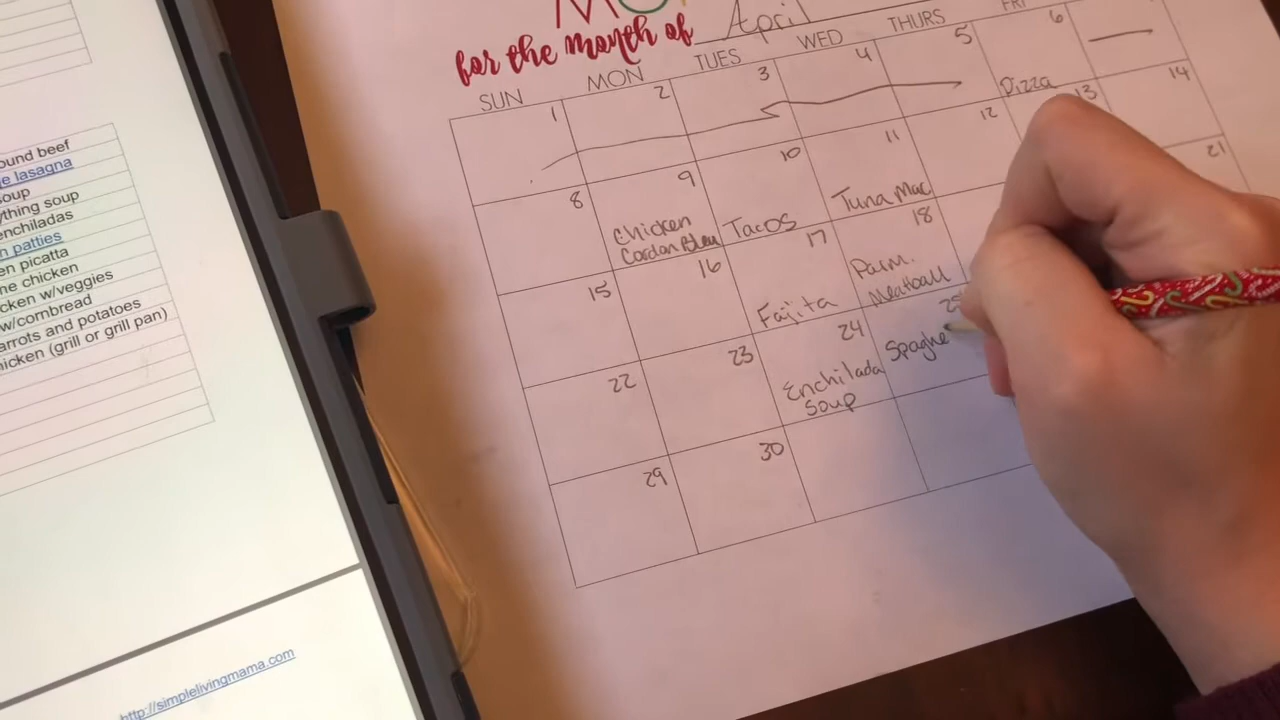 for the month of April
SUN MON TUES WED THURS FRI
1 2 3 4 5 6
Pizza
8 9 10 11 12 13 14
Chicken Tacos Tuna Mac
Cordon Bleu
15 16 17 18 21
Fajita Parm.
Meatball
22 23 24 25
Enchilada Spaghe
Soup
29 30
ound beef
e lasagna
soup
ything soup
enchiladas
n patties
en picatta
ne chicken
cken w/veggies
w/cornbread
arrots and potatoes
hicken (grill or grill pan)
http://simplelivingmama.com